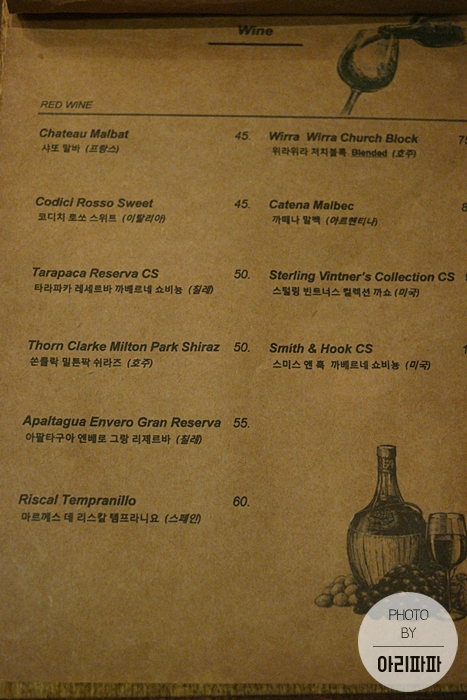 Wine
RED WINE
Chateau Malbat 45.
샤또 말바 (프랑스)
Codici Rosso Sweet 45.
코디치 로쏘 스위트 (이탈리아)
Tarapaca Reserva CS 50.
타라파카 레세르바 까베르네 쇼비뇽 (칠레)
Thorn Clarke Milton Park Shiraz 50.
쏜클락 밀튼팍 쉬라즈 (호주)
Apaltagua Envero Gran Reserva 55.
아팔타구아 엔베로 그랑 리제르바 (칠레)
Riscal Tempranillo 60.
마르께스 데 리스칼 템프라니요 (스페인)
Wirra Wirra Church Block
위라위라 처치블록 Blended (호주)
Catena Malbec
까떼나 말백 (아르헨티나)
Sterling Vintner's Collection CS
스털링 빈트너스 컬렉션 까쇼 (미국)
Smith & Hook CS
스미스 앤 훅 까베르네 쇼비뇽 (미국)
PHOTO
BY
아리파파